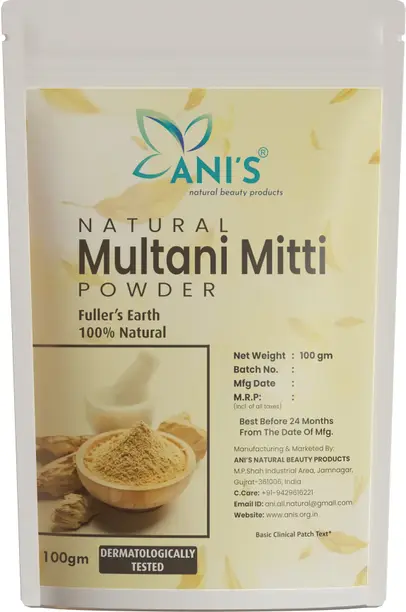 ANI'S®
natural beauty products
NATURAL
Multani Mitti
POWDER
Fuller's Earth
100% Natural
Net Weight : 100 gm
Batch No. :
Mfg Date :
M.R.P: :
(Incl. of all taxes)
Best Before 24 Months
From The Date Of Mfg.
Manufacturing & Marketed By:
ANI'S NATURAL BEAUTY PRODUCTS
M.P.Shah Industrial Area, Jamnagar,
Gujrat-361006, India
C.Care: +91-9429616221
Email ID: ani.all.natural@gmail.com
Website: www.anis.org.in
Basic Clinical Patch Text*
100gm
DERMATOLOGICALLY
TESTED